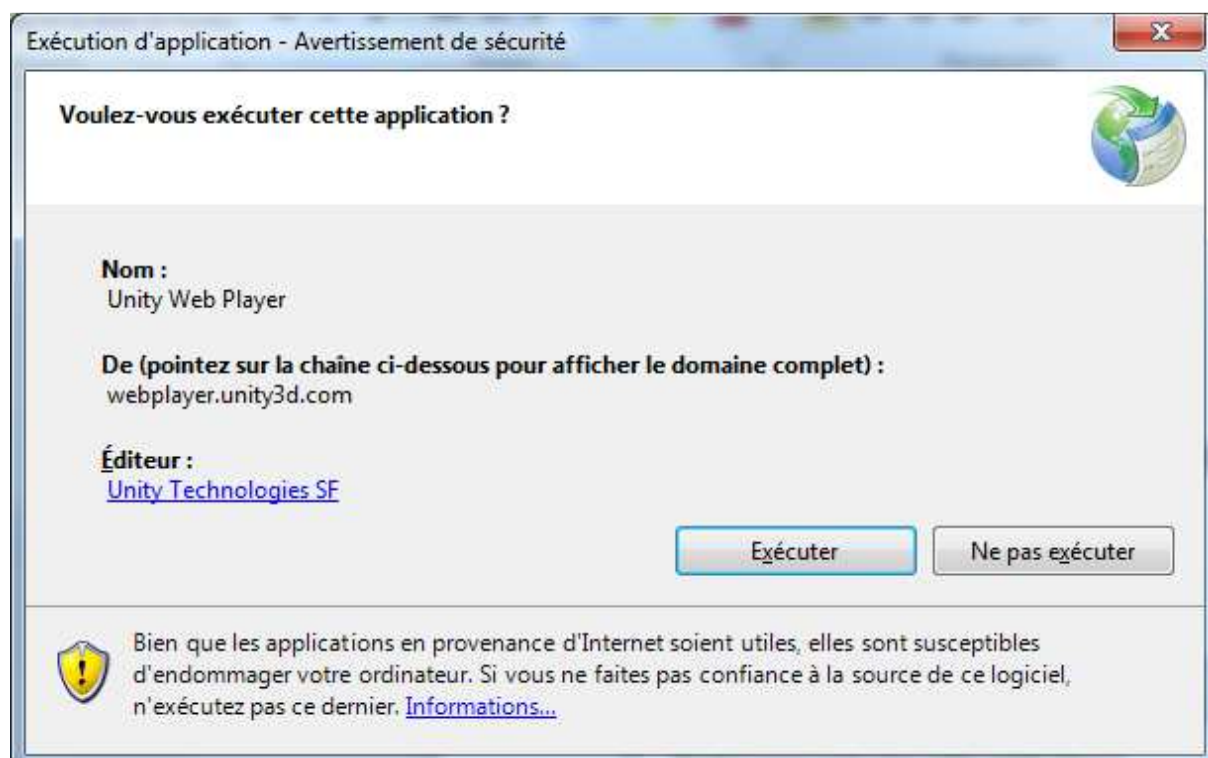 Exécution d'application - Avertissement de sécurité
Voulez-vous exécuter cette application ?
Nom :
Unity Web Player
De (pointez sur la chaîne ci-dessous pour afficher le domaine complet) :
webplayer.unity3d.com
Éditeur :
Unity Technologies SF
Exécuter
Ne pas exécuter
Bien que les applications en provenance d'Internet soient utiles, elles sont susceptibles
d'endommager votre ordinateur. Si vous ne faites pas confiance à la source de ce logiciel,
n'exécutez pas ce dernier. Informations...